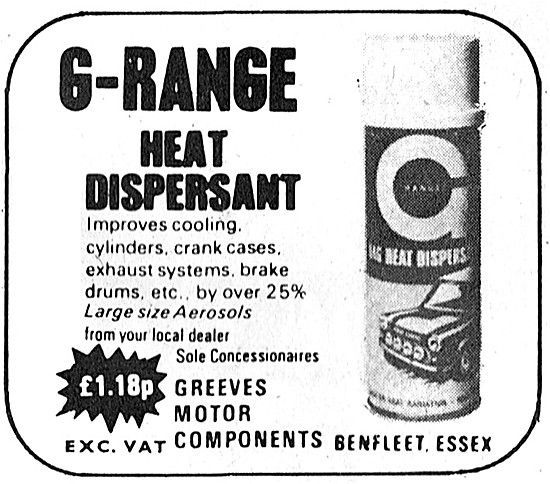 G-RANGE
HEAT
DISPERSANT
Improves cooling,
cylinders, crank cases,
exhaust systems, brake
drums, etc., by over 25%
Large size Aerosols
from your local dealer
Sole Concessionaires
£1.18p
EXC. VAT
GREEVES
MOTOR
COMPONENTS BENFLEET, ESSEX
G
RANGE
HEAT DISPERS